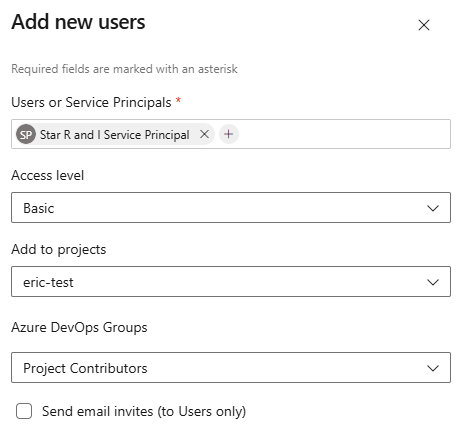 Add new users
Required fields are marked with an asterisk
Users or Service Principals *
SP Star R and I Service Principal
Access level
Basic
Add to projects
eric-test
Azure DevOps Groups
Project Contributors
Send email invites (to Users only)